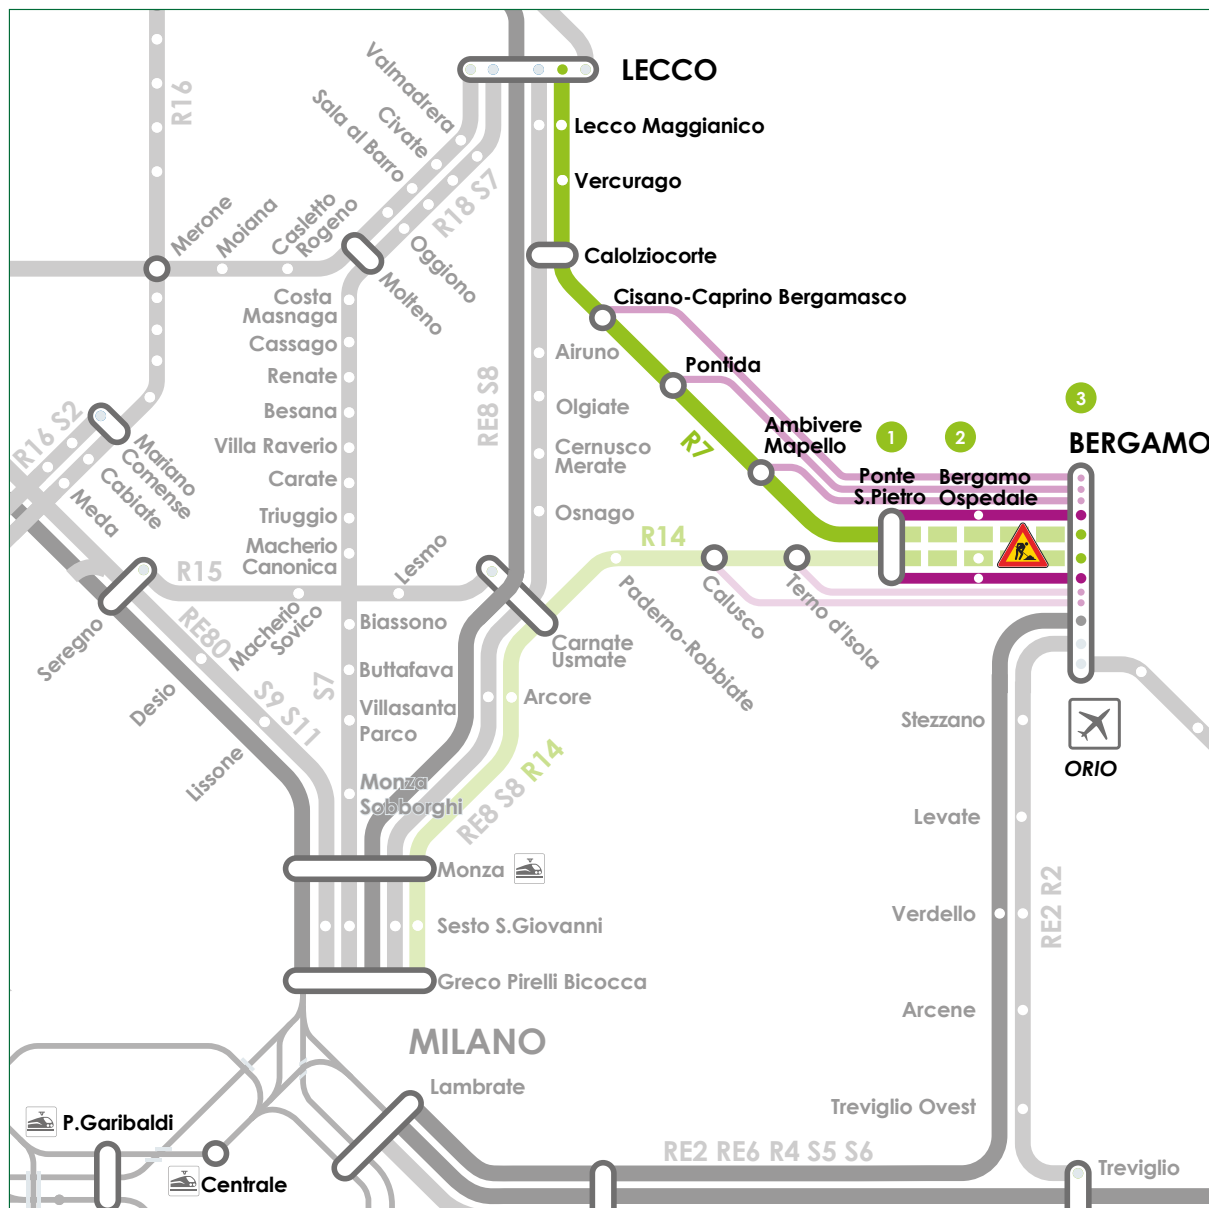 LECCO
R16
Valmadrera
Civate
Sala al Barro
R18 S7
Lecco Maggianico
Vercurago
Calolziocorte
Cisano-Caprino Bergamasco
Merone
Moiana
Casletto
Rogeno
Oggiono
Molteno
Costa
Masnaga
Cassago
Renate
Besana
Villa Raverio
Carate
Triuggio
Macherio
Canonica
RE8 S8
Airuno
Olgiate
Cernusco
Merate
Osnago
Pontida
R7
Ambivere
Mapello
1
2
3
BERGAMO
Ponte
S.Pietro
Bergamo
Ospedale
R16 S2
Mariano
Comense
Cabiate
Meda
R15
Lesmo
R14
Seregno
RE80
Macherio
Sovico
Biassono
Carnate
Usmate
Paderno-Robbiate
Calusco
Terno d'Isola
Desio
S9 S11
S7
Buttafava
Villasanta
Parco
Arcore
Lissone
Monza
Sobborghi
RE8 S8 R14
Stezzano
ORIO
Levate
Monza
Verdello
RE2 R2
Sesto S.Giovanni
Greco Pirelli Bicocca
Arcene
MILANO
Lambrate
Treviglio Ovest
P.Garibaldi
RE2 RE6 R4 S5 S6
Treviglio
Centrale